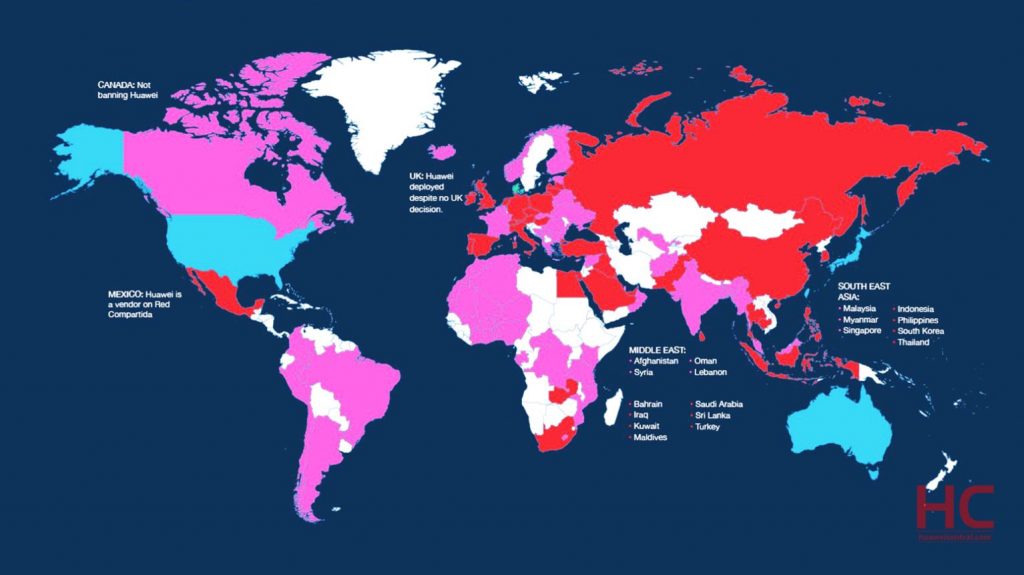 CANADA: Not
banning Huawei
UK: Huawei
deployed
despite no UK
decision.
MEXICO: Huawei is
a vendor on Red
Compartida
SOUTH EAST
ASIA:
Malaysia
Myanmar
Singapore
Indonesia
Philippines
South Korea
Thailand
MIDDLE EAST:
Afghanistan
Syria
Oman
Lebanon
Bahrain
Iraq
Kuwait
Maldives
Saudi Arabia
Sri Lanka
Turkey
HC
Huaweicentral.com